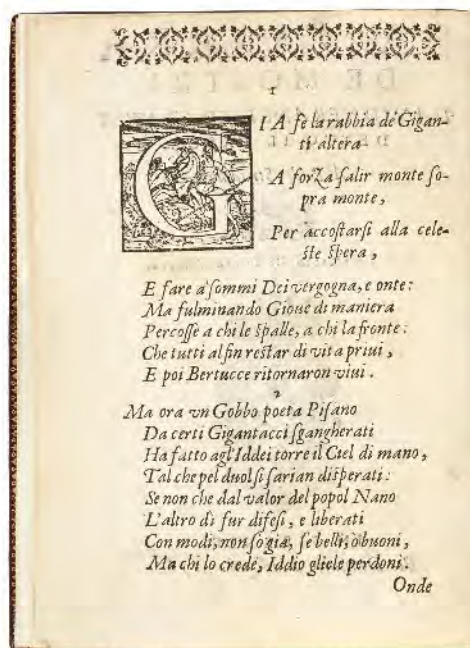 1
GIA fè la rabbia de Gigan-
ti altera
A forza salir monte so-
pra monte,
Per accostarsi alla cele-
ste spera,
E fare a'sommi Dei vergogna, e onte:
Ma fulminando Gioue di maniera
Percosse a chi le spalle, a chi la fronte:
Che tutti alfin restar di vita priui,
E poi Bertucce ritornaron viui.
2
Ma ora vn Gobbo poeta Pisano
Da certi Gigantacci sgangherati
Ha fatto agl'Iddei torre il Ciel di mano,
Tal che pel duol si sarian disperati:
Se non che dal valor del popol Nano
L'altro dì fur difesi, e liberati
Con modi, non so già, se belli, o buoni,
Ma chi lo crede, Iddio gliele perdoni.
Onde